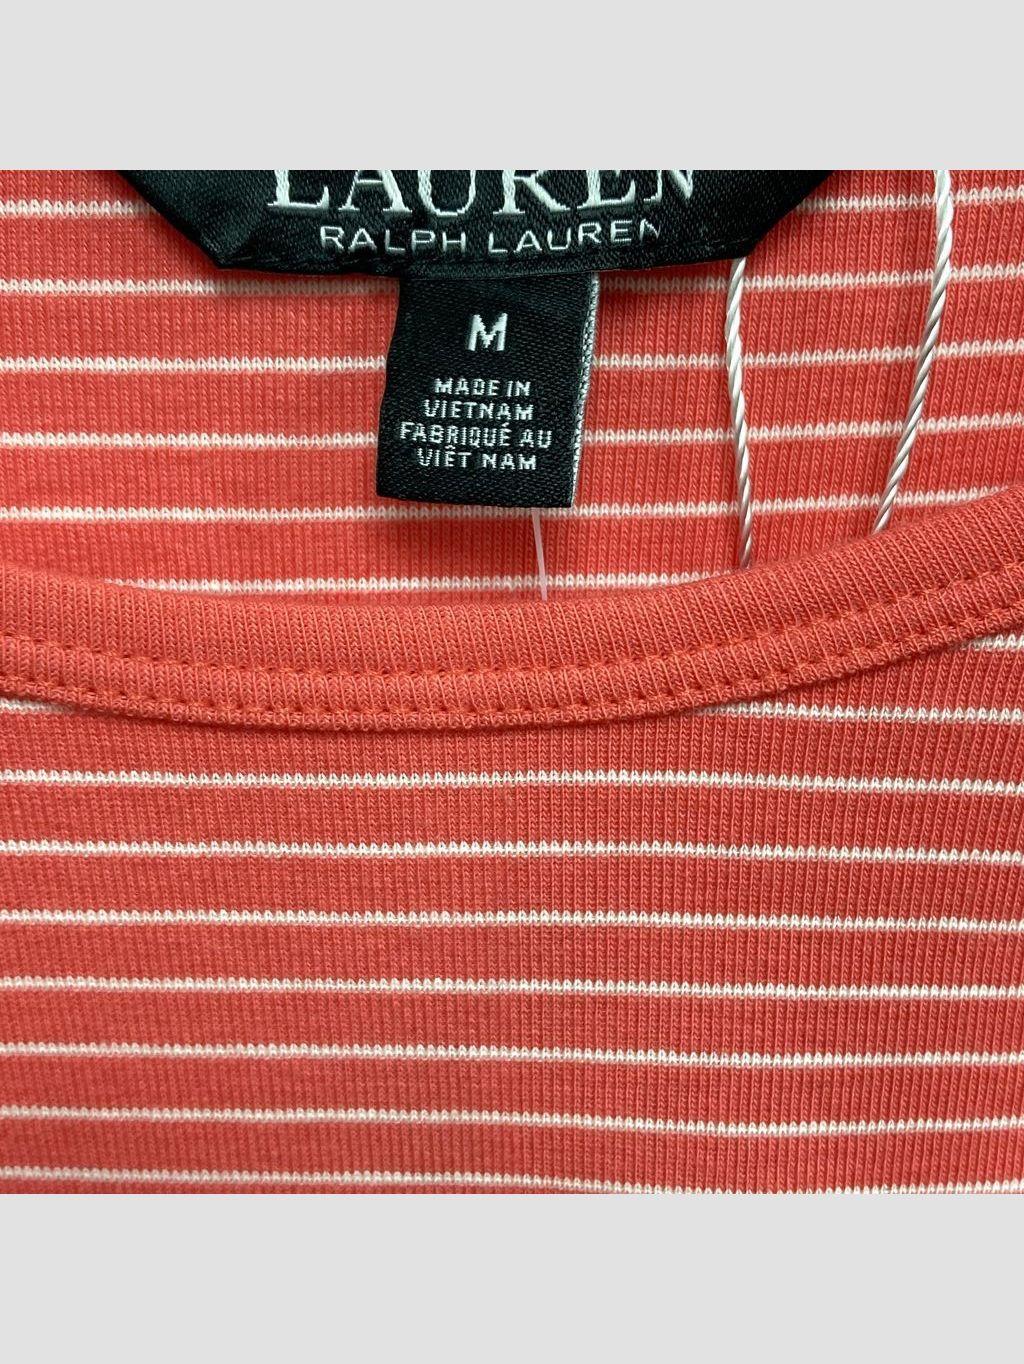 LAUREN
RALPH LAUREN
M
MADE IN
VIETNAM
FABRIQUÉ AU
VIÊT NAM